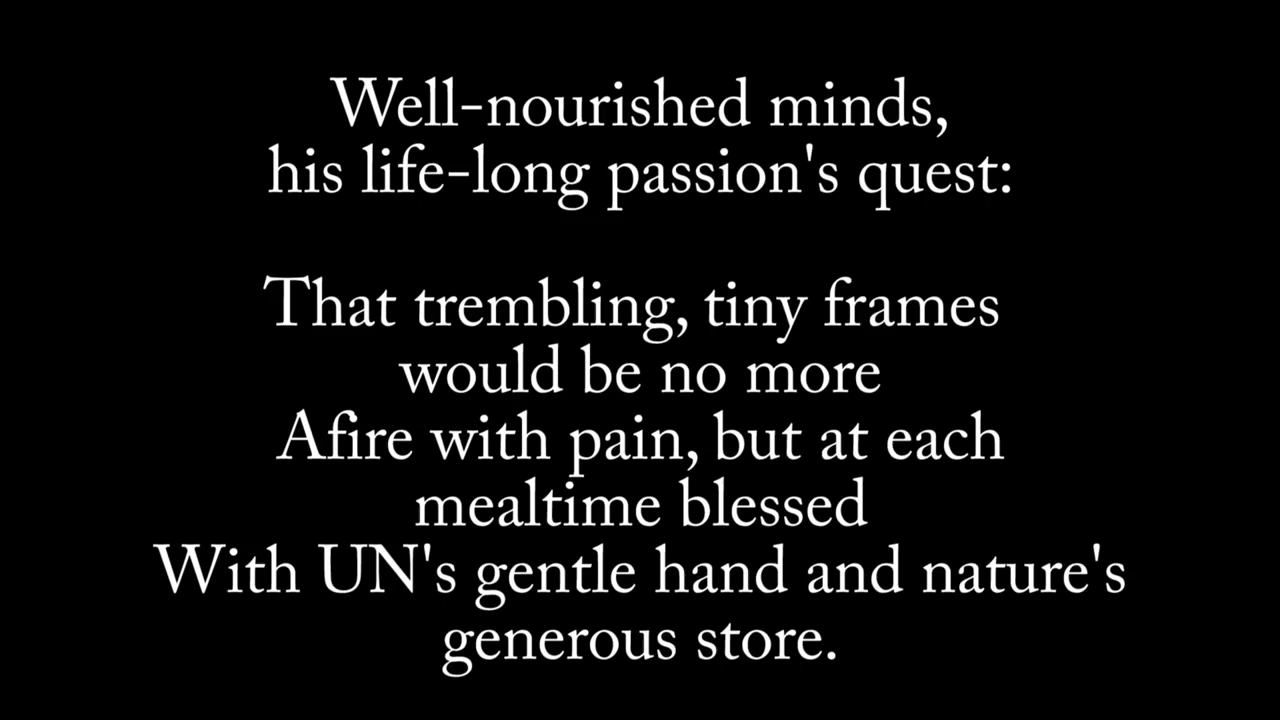 Well-nourished minds,
his life-long passion's quest:
That trembling, tiny frames
would be no more
Afire with pain, but at each
mealtime blessed
With UN's gentle hand and nature's
generous store.